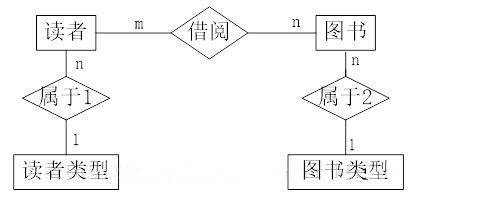 读者 m 借阅 n 图书
n n
属于1 属于2
1 1
读者类型 图书类型